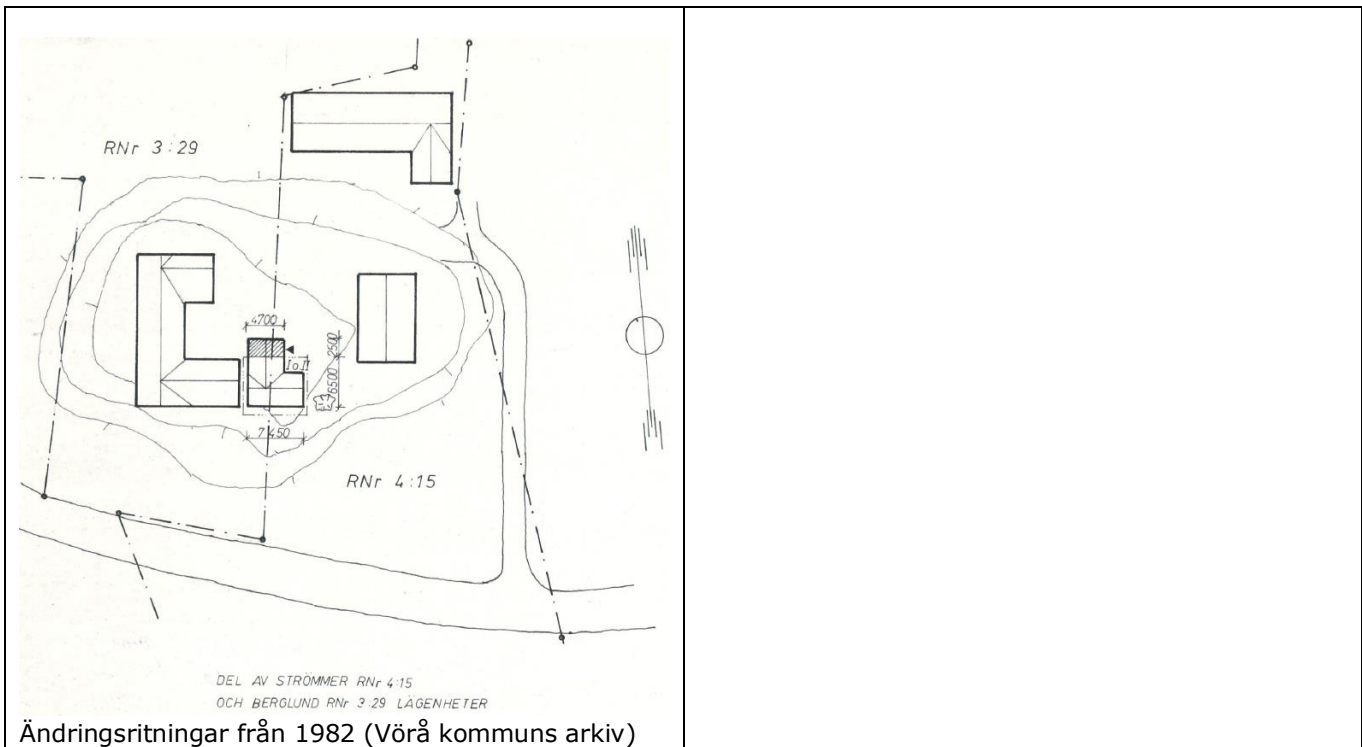 RNr 3:29
4700
2500
I o II
6500
7450
RNr 4:15
DEL AV STRÖMMER RNr 4:15
OCH BERGLUND RNr 3:29 LÄGENHETER
Ändringsritningar från 1982 (Vörå kommuns arkiv)